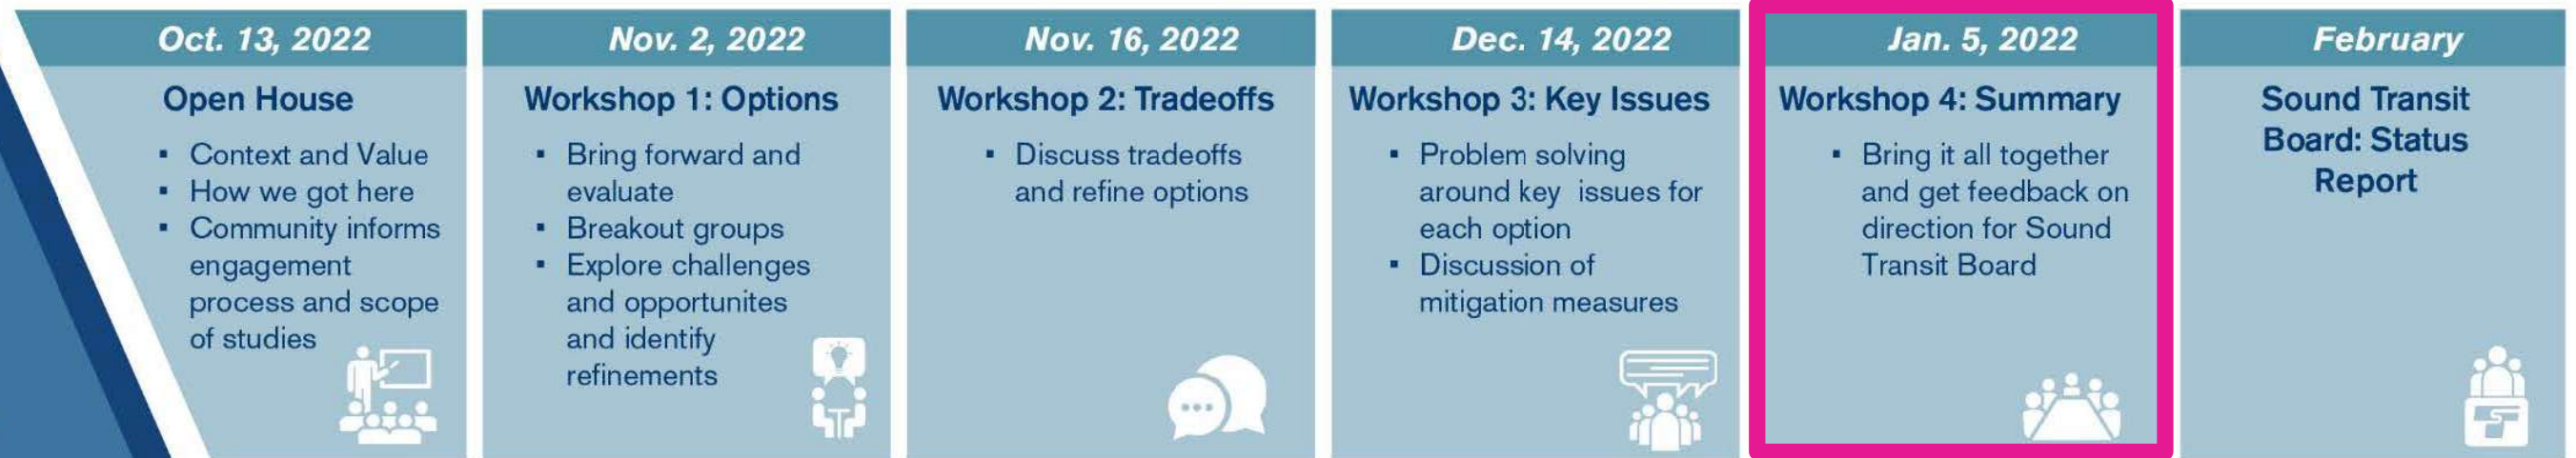 Oct. 13, 2022
Open House
▪ Context and Value
▪ How we got here
▪ Community informs
engagement
process and scope
of studies
Nov. 2, 2022
Workshop 1: Options
▪ Bring forward and
evaluate
▪ Breakout groups
▪ Explore challenges
and opportunites
and identify
refinements
Nov. 16, 2022
Workshop 2: Tradeoffs
▪ Discuss tradeoffs
and refine options
Dec. 14, 2022
Workshop 3: Key Issues
▪ Problem solving
around key issues for
each option
▪ Discussion of
mitigation measures
Jan. 5, 2022
Workshop 4: Summary
▪ Bring it all together
and get feedback on
direction for Sound
Transit Board
February
Sound Transit
Board: Status
Report